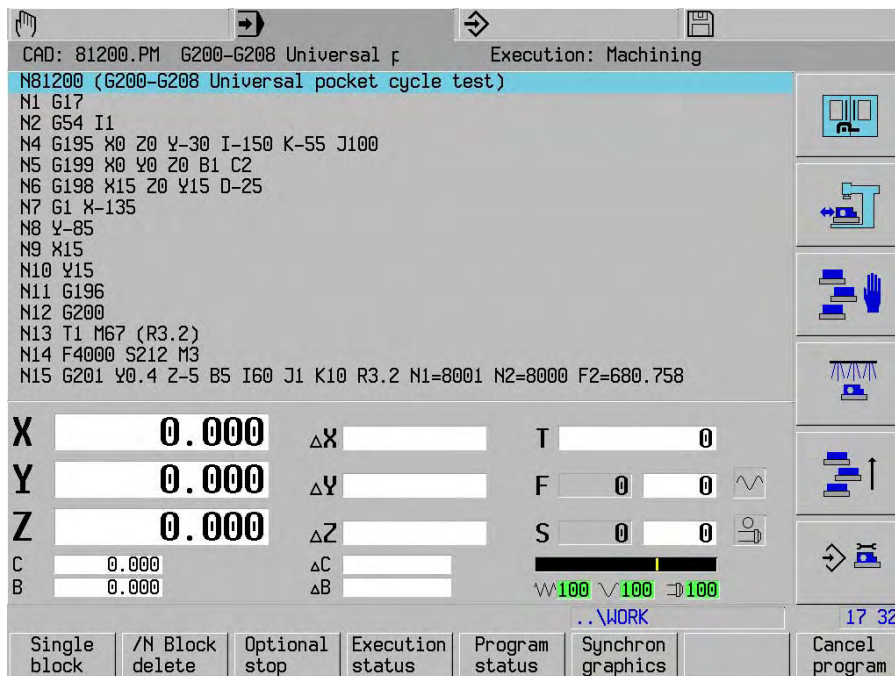 CAD: 81200.PM G200-G208 Universal p Execution: Machining
N81200 (G200-G208 Universal pocket cycle test)
N1 G17
N2 G54 I1
N4 G195 X0 Z0 Y-30 I-150 K-55 J100
N5 G199 X0 Y0 Z0 B1 C2
N6 G198 X15 Z0 Y15 D-25
N7 G1 X-135
N8 Y-85
N9 X15
N10 Y15
N11 G196
N12 G200
N13 T1 M67 (R3.2)
N14 F4000 S212 M3
N15 G201 Y0.4 Z-5 B5 I60 J1 K10 R3.2 N1=8001 N2=8000 F2=680.758
X 0.000 ΔX T 0
Y 0.000 ΔY F 0 0
Z 0.000 ΔZ S 0 0
C 0.000 ΔC
B 0.000 ΔB 100 100 100
..\WORK 17 32
Single block
/N Block delete
Optional stop
Execution status
Program status
Synchron graphics
Cancel program